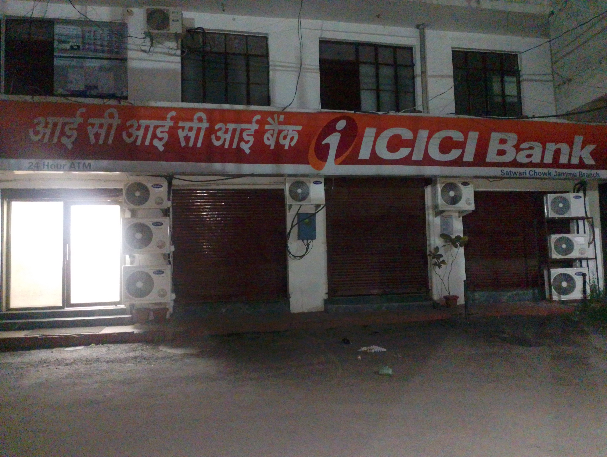 आई सी आई सी आई बैंक ICICI Bank
24 Hour ATM
Satwari Chowk Jammu Branch